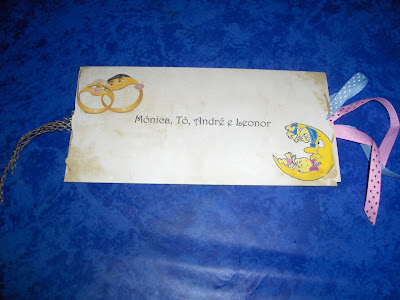 Mónica, Tó, André e Leonor